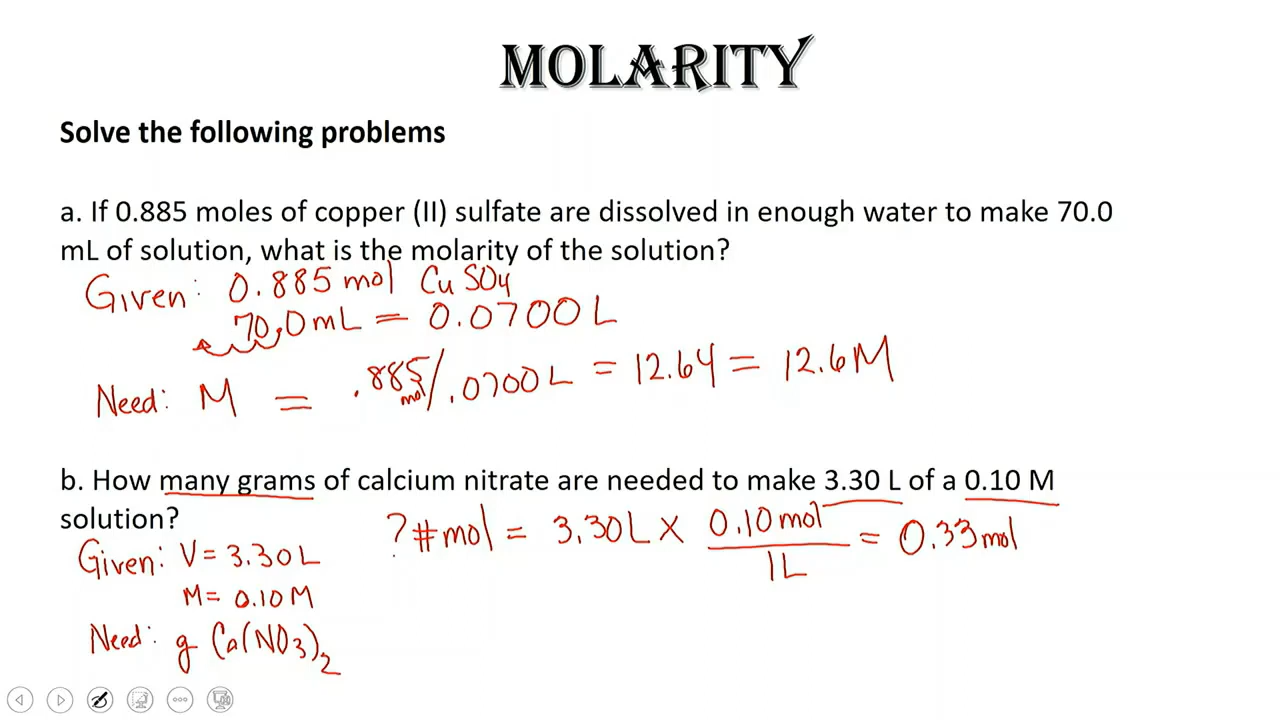 MOLARITY
Solve the following problems
a. If 0.885 moles of copper (II) sulfate are dissolved in enough water to make 70.0
mL of solution, what is the molarity of the solution?
Given: 0.885 mol CuSO4
70.0 mL = 0.0700 L
Need: M = .885 mol / .0700 L = 12.64 = 12.6 M
b. How many grams of calcium nitrate are needed to make 3.30 L of a 0.10 M
solution?
? # mol = 3.30 L x 0.10 mol / 1 L = 0.33 mol
Given: V = 3.30 L
M = 0.10 M
Need: g Ca(NO3)2